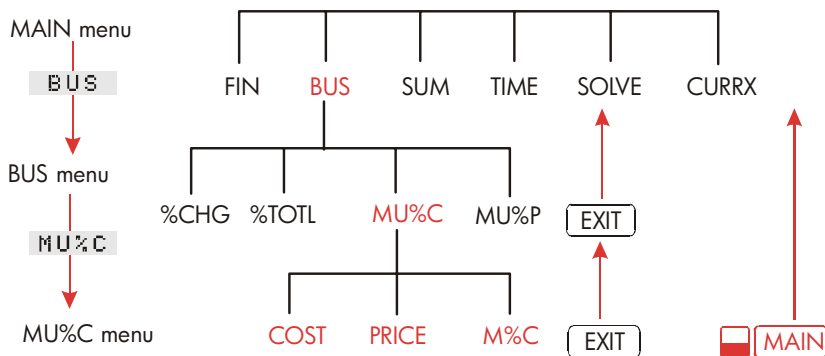 MAIN menu
BUS
FIN BUS SUM TIME SOLVE CURRX
BUS menu
%CHG %TOTL MU%C MU%P EXIT
MU%C
MU%C menu
COST PRICE M%C EXIT MAIN